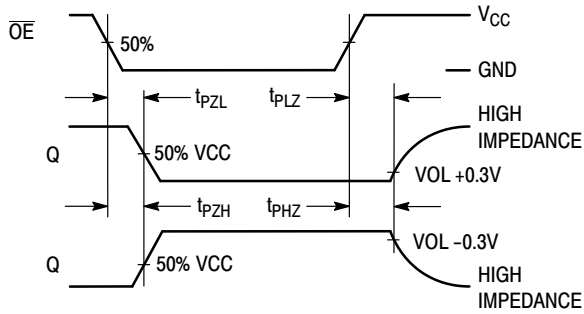 OE
50%
VCC
GND
tPZL
tPLZ
HIGH
IMPEDANCE
Q
50% VCC
VOL +0.3V
tPZH
tPHZ
VOL −0.3V
Q
50% VCC
HIGH
IMPEDANCE